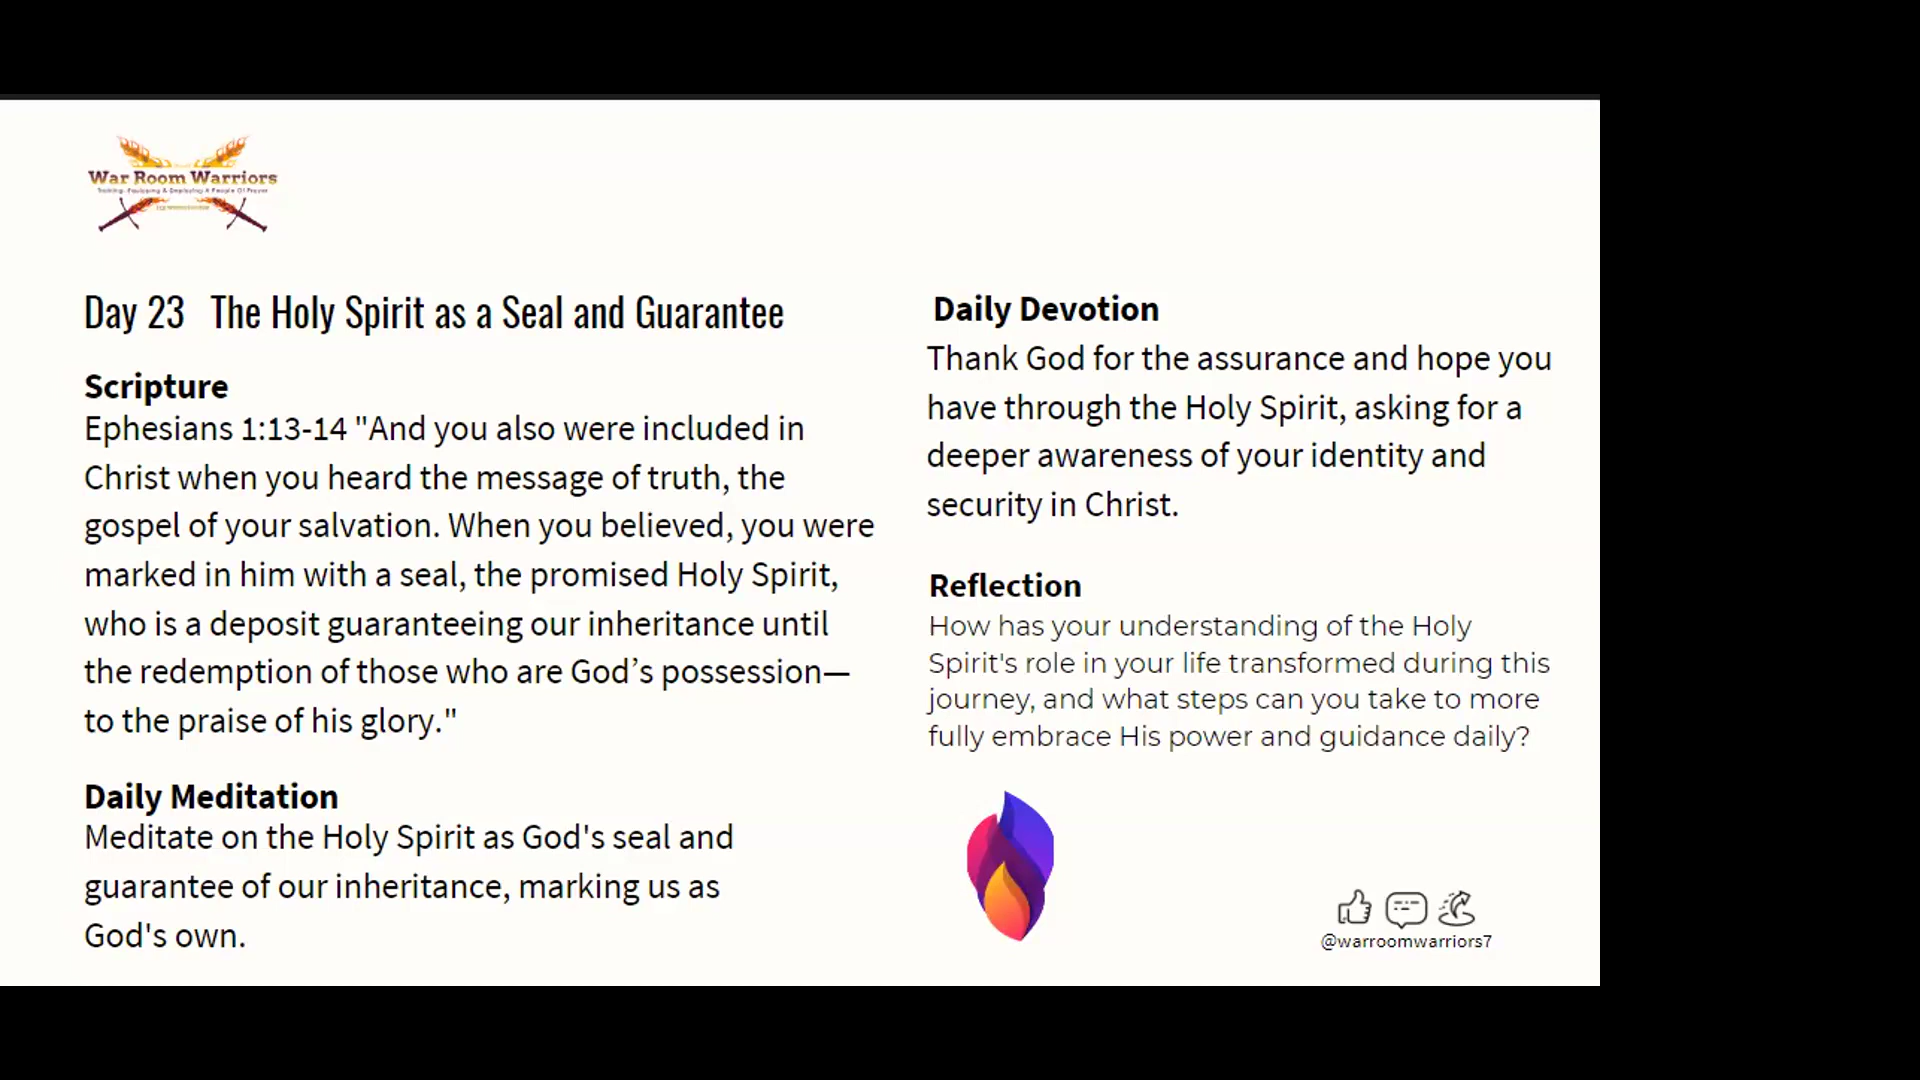 War Room Warriors
Training, Equipping & Deploying A People Of Prayer
Day 23 The Holy Spirit as a Seal and Guarantee
Scripture
Ephesians 1:13-14 "And you also were included in
Christ when you heard the message of truth, the
gospel of your salvation. When you believed, you were
marked in him with a seal, the promised Holy Spirit,
who is a deposit guaranteeing our inheritance until
the redemption of those who are God’s possession—
to the praise of his glory."
Daily Meditation
Meditate on the Holy Spirit as God's seal and
guarantee of our inheritance, marking us as
God's own.
Daily Devotion
Thank God for the assurance and hope you
have through the Holy Spirit, asking for a
deeper awareness of your identity and
security in Christ.
Reflection
How has your understanding of the Holy
Spirit's role in your life transformed during this
journey, and what steps can you take to more
fully embrace His power and guidance daily?
@warroomwarriors7